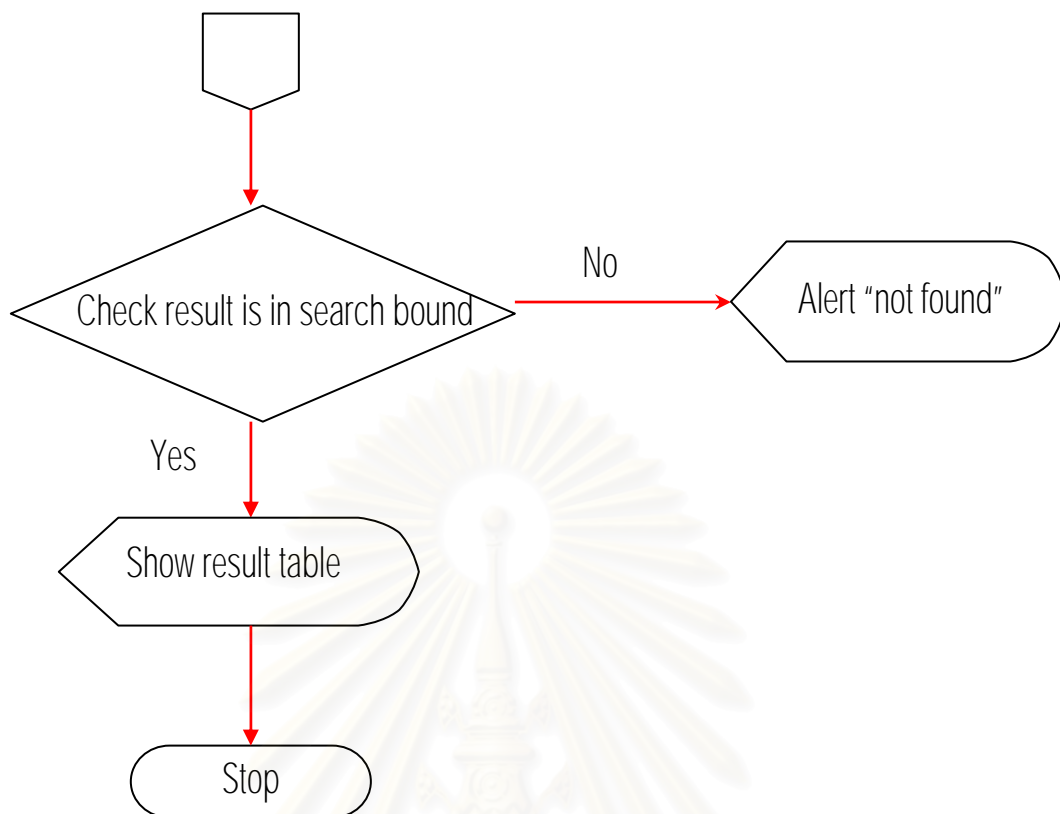 Check result is in search bound
No
Alert "not found"
Yes
Show result table
Stop